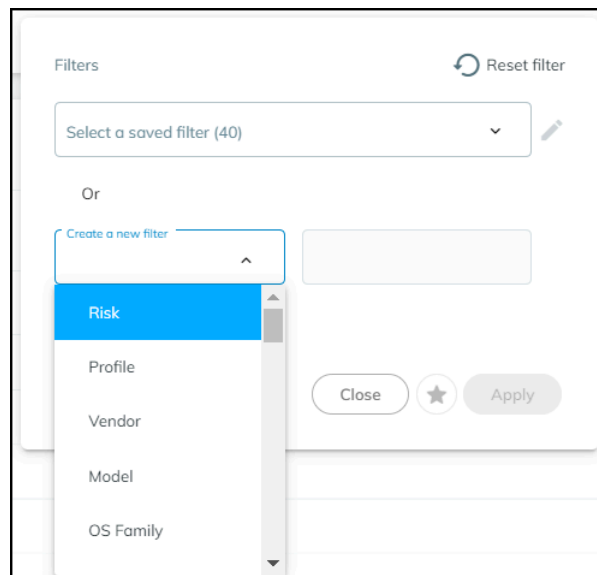 Filters
Reset filter
Select a saved filter (40)
Or
Create a new filter
Risk
Profile
Vendor
Model
OS Family
Close
Apply